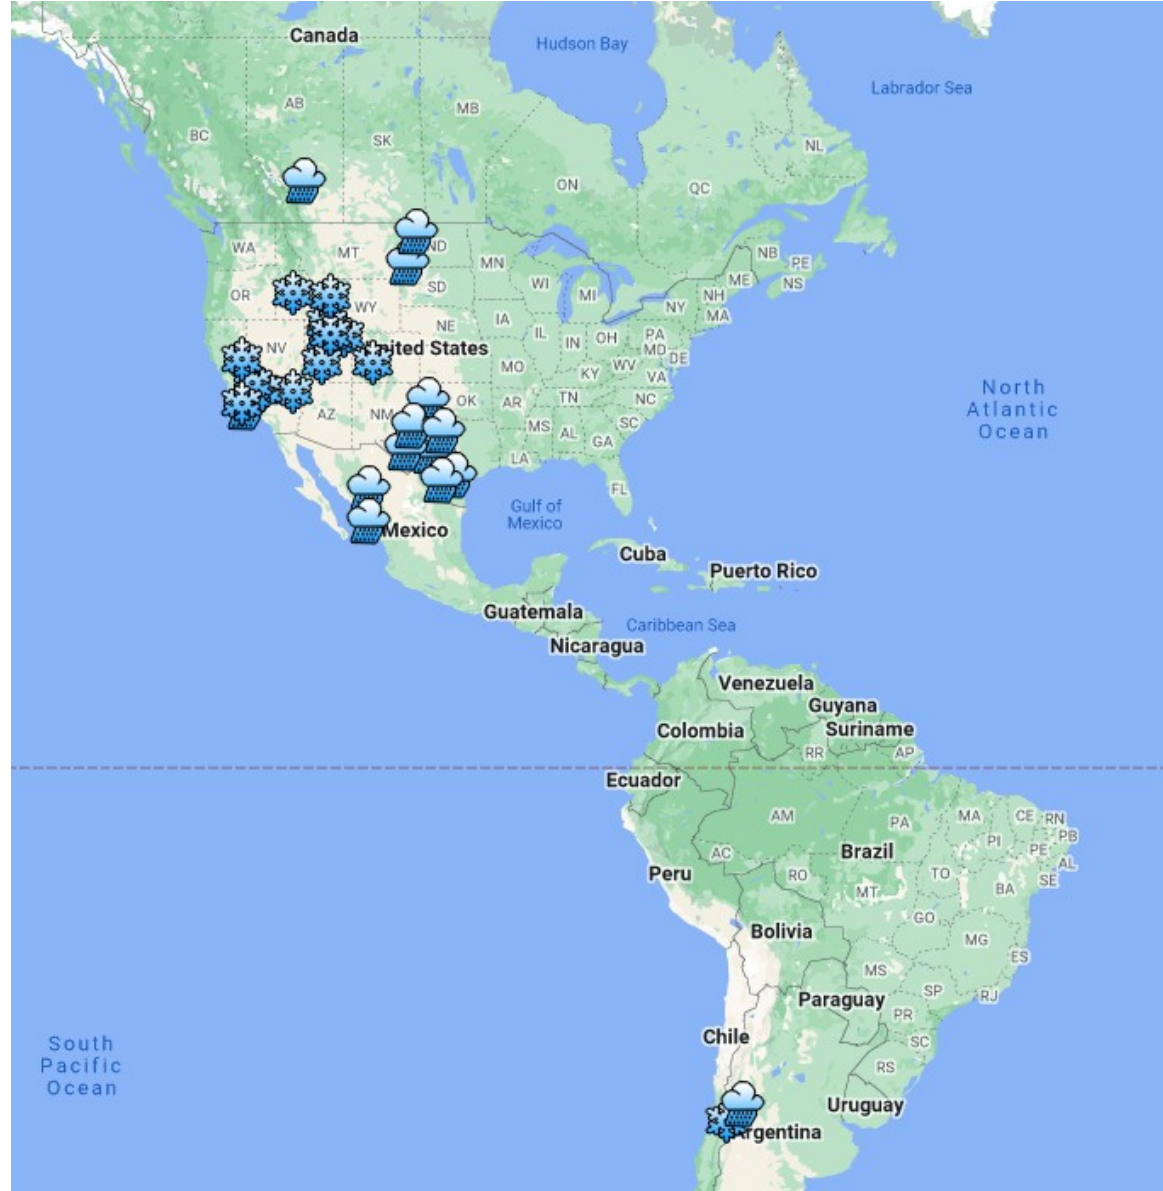 Canada
Hudson Bay
Labrador Sea
AB
MB
BC
SK
NL
ON
QC
WA
MT
ND
NB
PE
ME
NS
MN
OR
WY
SD
WI
MI
NY
NH
MA
NE
IA
IL
IN
OH
PA
MD
DE
NV
nited States
MO
KY
WV
VA
AZ
NM
OK
AR
TN
NC
MS
AL
GA
SC
LA
FL
North
Atlantic
Ocean
Gulf of
Mexico
Mexico
Cuba
Puerto Rico
Guatemala
Caribbean Sea
Nicaragua
Venezuela
Guyana
Colombia
Suriname
RR
AP
Ecuador
AM
PA
MA
CE
RN
PB
PI
PE
AL
SE
AC
Brazil
Peru
RO
TO
MT
BA
GO
Bolivia
MG
ES
MS
SP
RJ
Paraguay
PR
Chile
SC
South
Pacific
Ocean
RS
Uruguay
rgentina